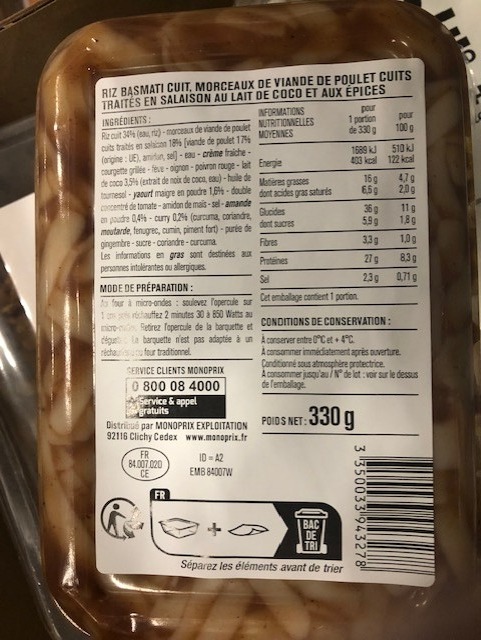 RIZ BASMATI CUIT, MORCEAUX DE VIANDE DE POULET CUITS
TRAITÉS EN SALAISON AU LAIT DE COCO ET AUX ÉPICES
INGRÉDIENTS :
Riz cuit 34% (eau, riz) - morceaux de viande de poulet
cuits traités en salaison 18% [viande de poulet 17%
(origine : UE), amidon, sel] - eau - crème fraîche -
courgette grillée - fève - oignon - poivron rouge - lait
de coco 3,5% (extrait de noix de coco, eau) - huile de
tournesol - yaourt maigre en poudre 1,6% - double
concentré de tomate - amidon de maïs - sel - amande
en poudre 0,4% - curry 0,2% (curcuma, coriandre,
moutarde, fenugrec, cumin, piment fort) - purée de
gingembre - sucre - coriandre - curcuma.
Les informations en gras sont destinées aux
personnes intolérantes ou allergiques.
MODE DE PRÉPARATION :
Au four à micro-ondes : soulevez l'opercule sur
1 cm puis réchauffez 2 minutes 30 à 850 Watts au
micro-ondes. Retirez l'opercule de la barquette et
dégustez. La barquette n'est pas adaptée à un
réchauffage au four traditionnel.
SERVICE CLIENTS MONOPRIX
0 800 08 4000
Service & appel
gratuits
Distribué par MONOPRIX EXPLOITATION
92116 Clichy Cedex www.monoprix.fr
FR
84.007.020
CE
ID = A2
EMB 84007W
INFORMATIONS
NUTRITIONNELLES
MOYENNES
pour
1 portion
de 330 g
pour
100 g
Energie
1689 kJ 510 kJ
403 kcal 122 kcal
Matières grasses 16 g 4,7 g
dont acides gras saturés 6,5 g 2,0 g
Glucides 36 g 11 g
dont sucres 5,9 g 1,8 g
Fibres 3,3 g 1,0 g
Protéines 27 g 8,3 g
Sel 2,3 g 0,71 g
Cet emballage contient 1 portion.
CONDITIONS DE CONSERVATION :
À conserver entre 0°C et + 4°C.
À consommer immédiatement après ouverture.
Conditionné sous atmosphère protectrice.
À consommer jusqu'au / N° de lot : voir sur le dessus
de l'emballage.
POIDS NET : 330 g
3 350033 943278
FR
+
BAC
DE
TRI
Séparez les éléments avant de trier